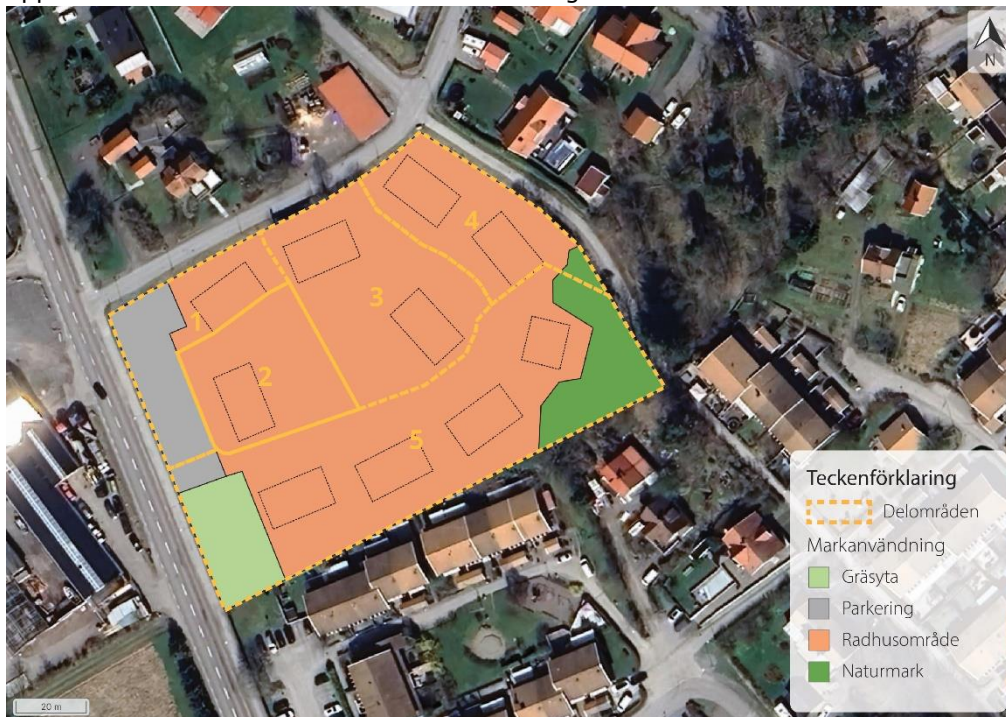 N
4
3
1
2
5
Teckenförklaring
Delområden
Markanvändning
Gräsyta
Parkering
Radhusområde
Naturmark
20 m